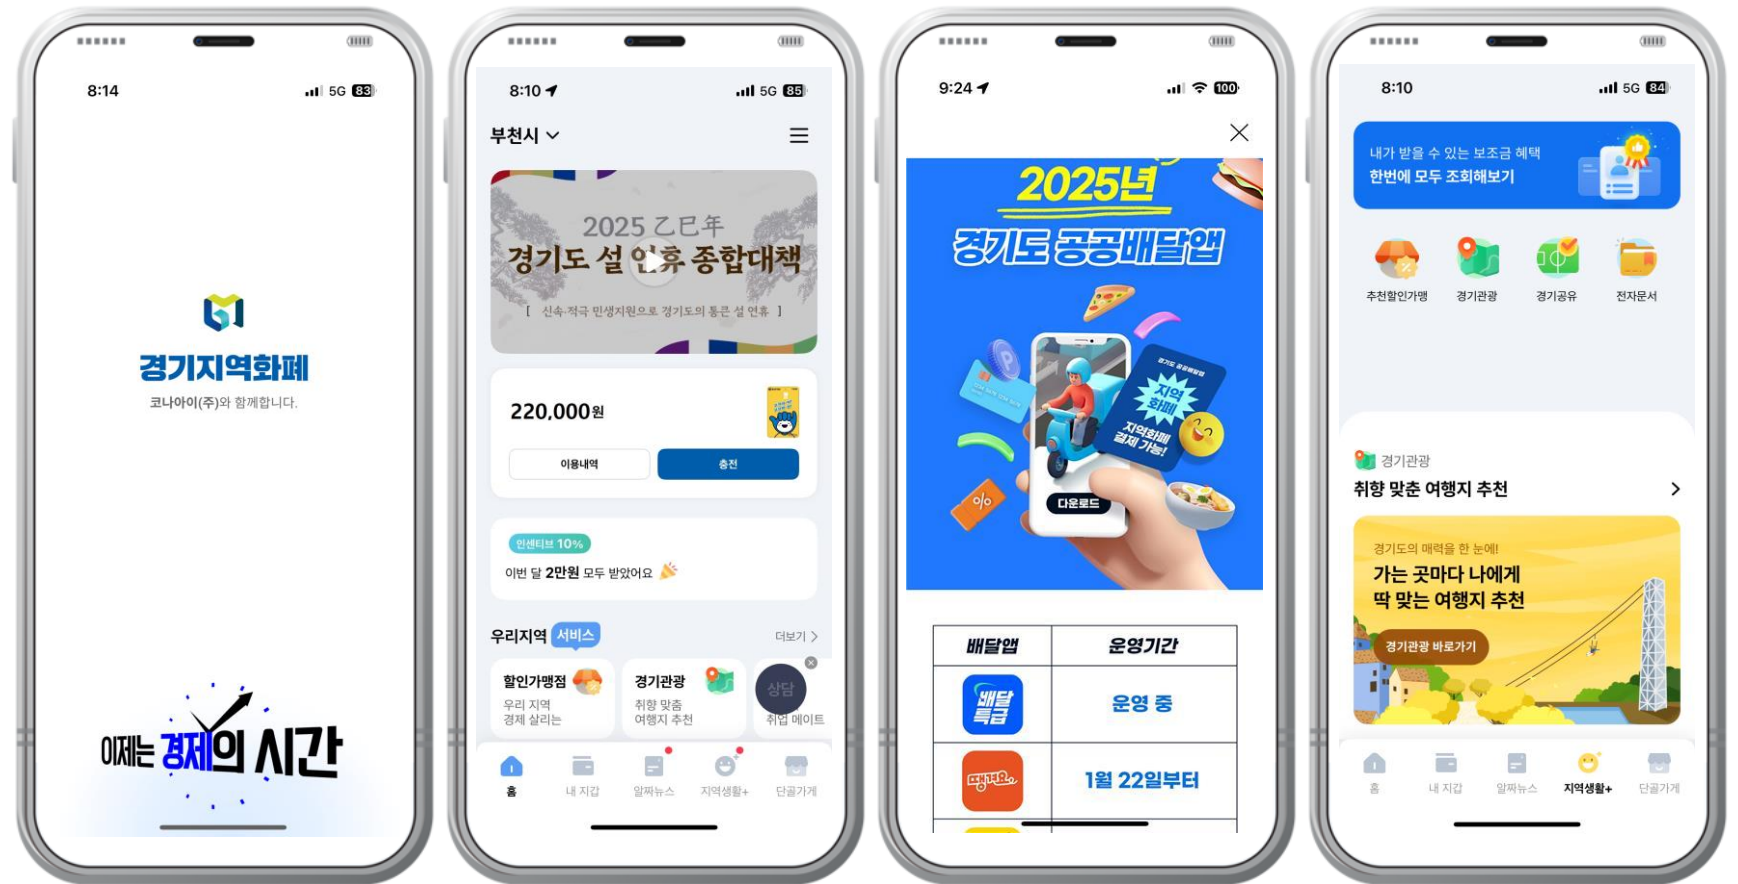 8:14
5G 83
경기지역화폐
코나아이(주)와 함께합니다.
이제는 경제의 시간
8:10
5G 85
부천시
2025 乙巳年
경기도 설 연휴 종합대책
[ 신속·적극 민생지원으로 경기도의 통큰 설 연휴 ]
220,000원
이용내역
충전
인센티브 10%
이번 달 2만원 모두 받았어요
우리지역 서비스
더보기
할인가맹점
우리 지역
경제 살리는
경기관광
취향 맞춤
여행지 추천
상담
취업 메이트
홈
내 지갑
알짜뉴스
지역생활+
단골가게
9:24
100
2025년
경기도 공공배달앱
경기도 공공배달앱
지역
화폐
지역화폐
결제 가능!
%
다운로드
배달앱
운영기간
배달
특급
운영 중
땡겨요
1월 22일부터
8:10
5G 84
내가 받을 수 있는 보조금 혜택
한번에 모두 조회해보기
추천할인가맹
경기관광
경기공유
전자문서
경기관광
취향 맞춘 여행지 추천
경기도의 매력을 한 눈에!
가는 곳마다 나에게
딱 맞는 여행지 추천
경기관광 바로가기
홈
내 지갑
알짜뉴스
지역생활+
단골가게